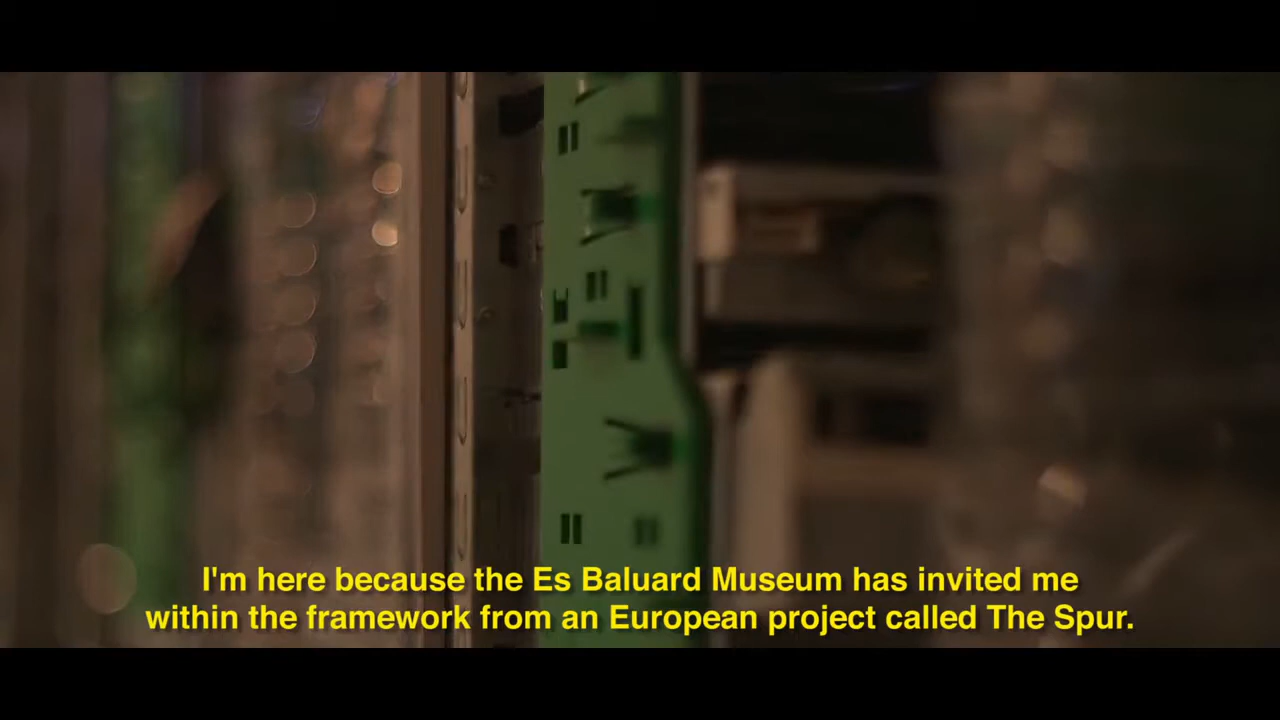 I'm here because the Es Baluard Museum has invited me
within the framework from an European project called The Spur.